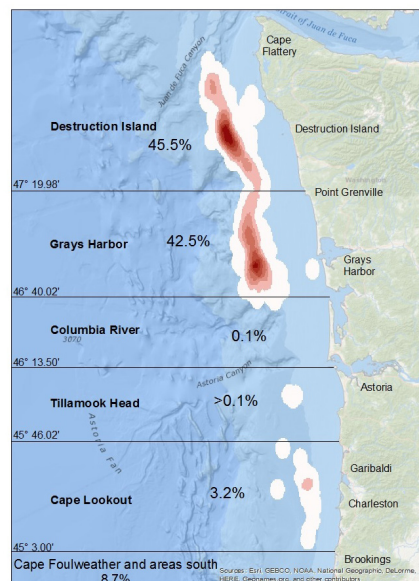 Strait of Juan de Fuca
Cape
Flattery
Juan de Fuca Canyon
Destruction Island
45.5%
Destruction Island
Washington
47° 19.98'
Point Grenville
Grays Harbor
42.5%
Grays
Harbor
46° 40.02'
Columbia River
3070
0.1%
46° 13.50'
Astoria Canyon
Astoria
Tillamook Head
>0.1%
Astoria Fan
45° 46.02'
Garibaldi
Cape Lookout
3.2%
Charleston
45° 3.00'
Brookings
Cape Foulweather and areas south
8.7%
Sources: Esri, GEBCO, NOAA, National Geographic, DeLorme,
HERE, Geonames.org, and other contributors